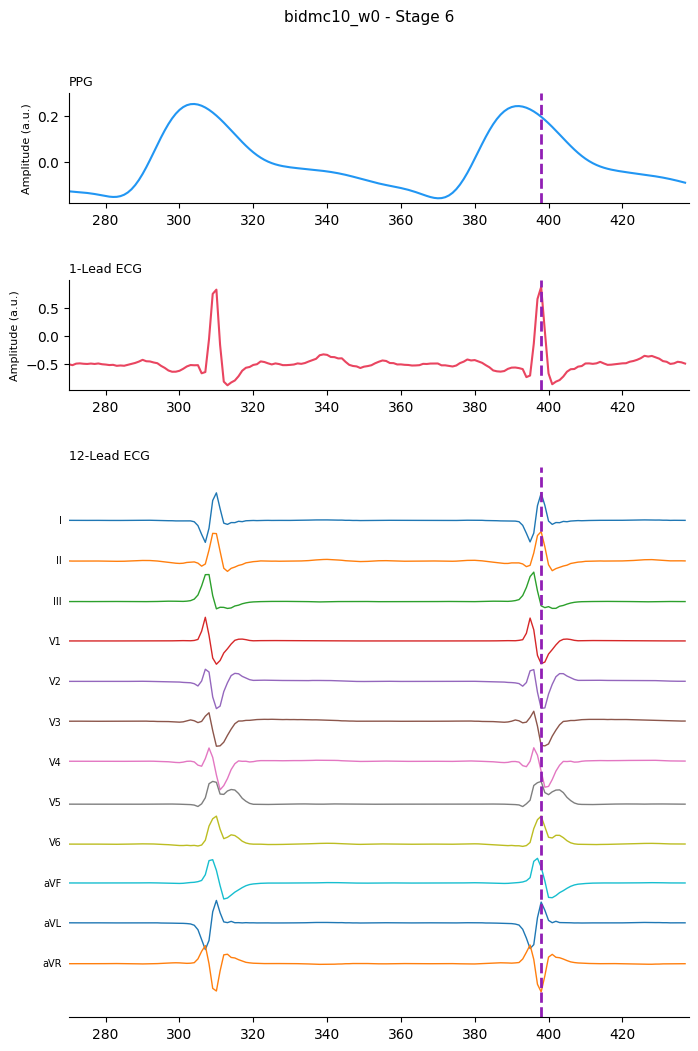 bidmc10_w0 - Stage 6
PPG
Amplitude (a.u.)
0.2
0.0
280 300 320 340 360 380 400 420
1-Lead ECG
Amplitude (a.u.)
0.5
0.0
−0.5
280 300 320 340 360 380 400 420
12-Lead ECG
I
II
III
V1
V2
V3
V4
V5
V6
aVF
aVL
aVR
280 300 320 340 360 380 400 420